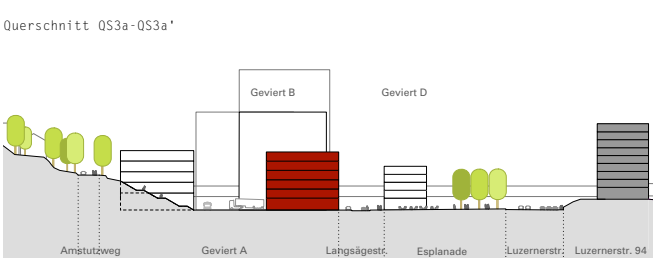 Querschnitt QS3a-QS3a'
Geviert B
Geviert D
Amstutzweg
Geviert A
Langsägestr.
Esplanade
Luzernerstr.
Luzernerstr. 94